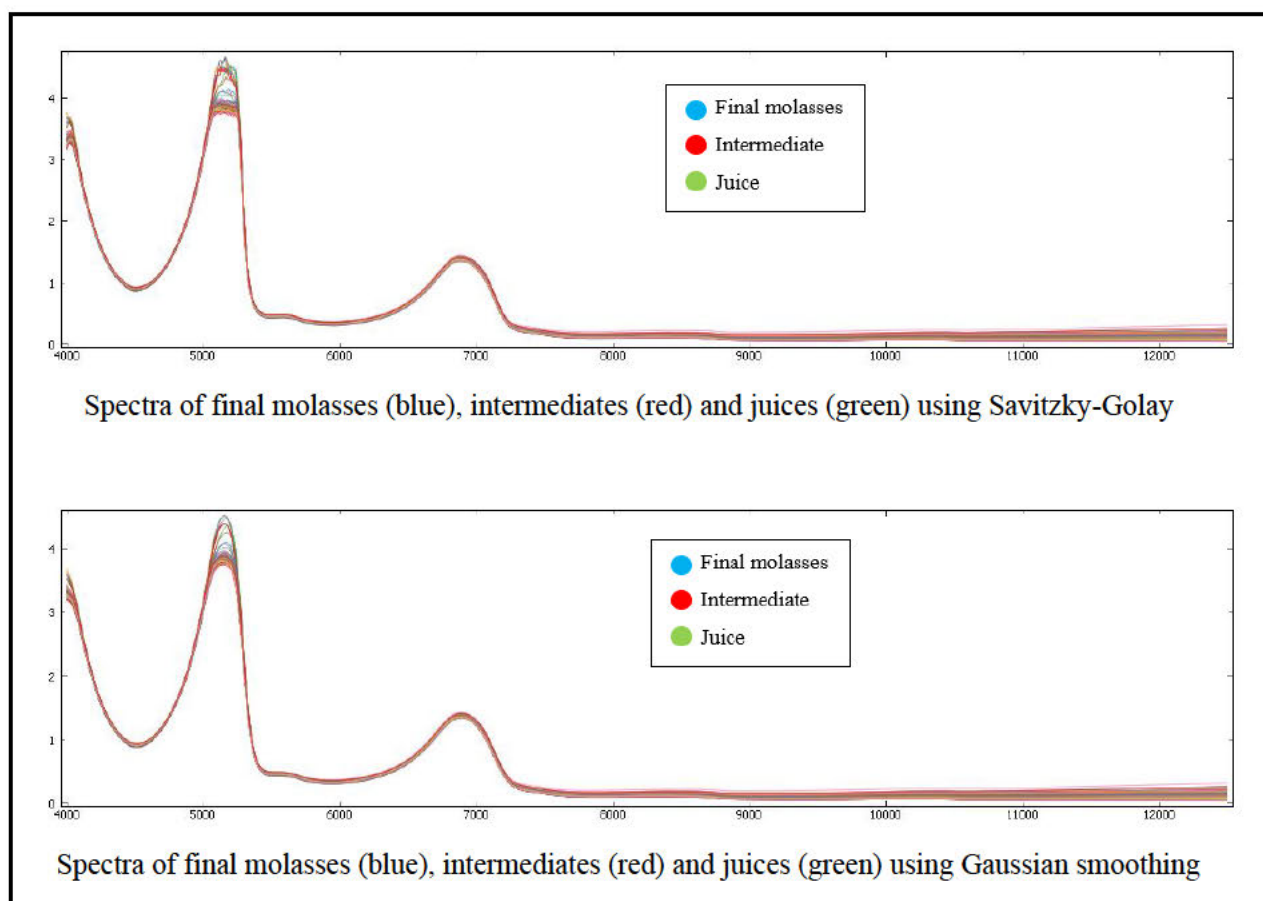 4
3
2
1
0
4000 5000 6000 7000 8000 9000 10000 11000 12000
Final molasses
Intermediate
Juice
Spectra of final molasses (blue), intermediates (red) and juices (green) using Savitzky-Golay
4
3
2
1
0
4000 5000 6000 7000 8000 9000 10000 11000 12000
Final molasses
Intermediate
Juice
Spectra of final molasses (blue), intermediates (red) and juices (green) using Gaussian smoothing